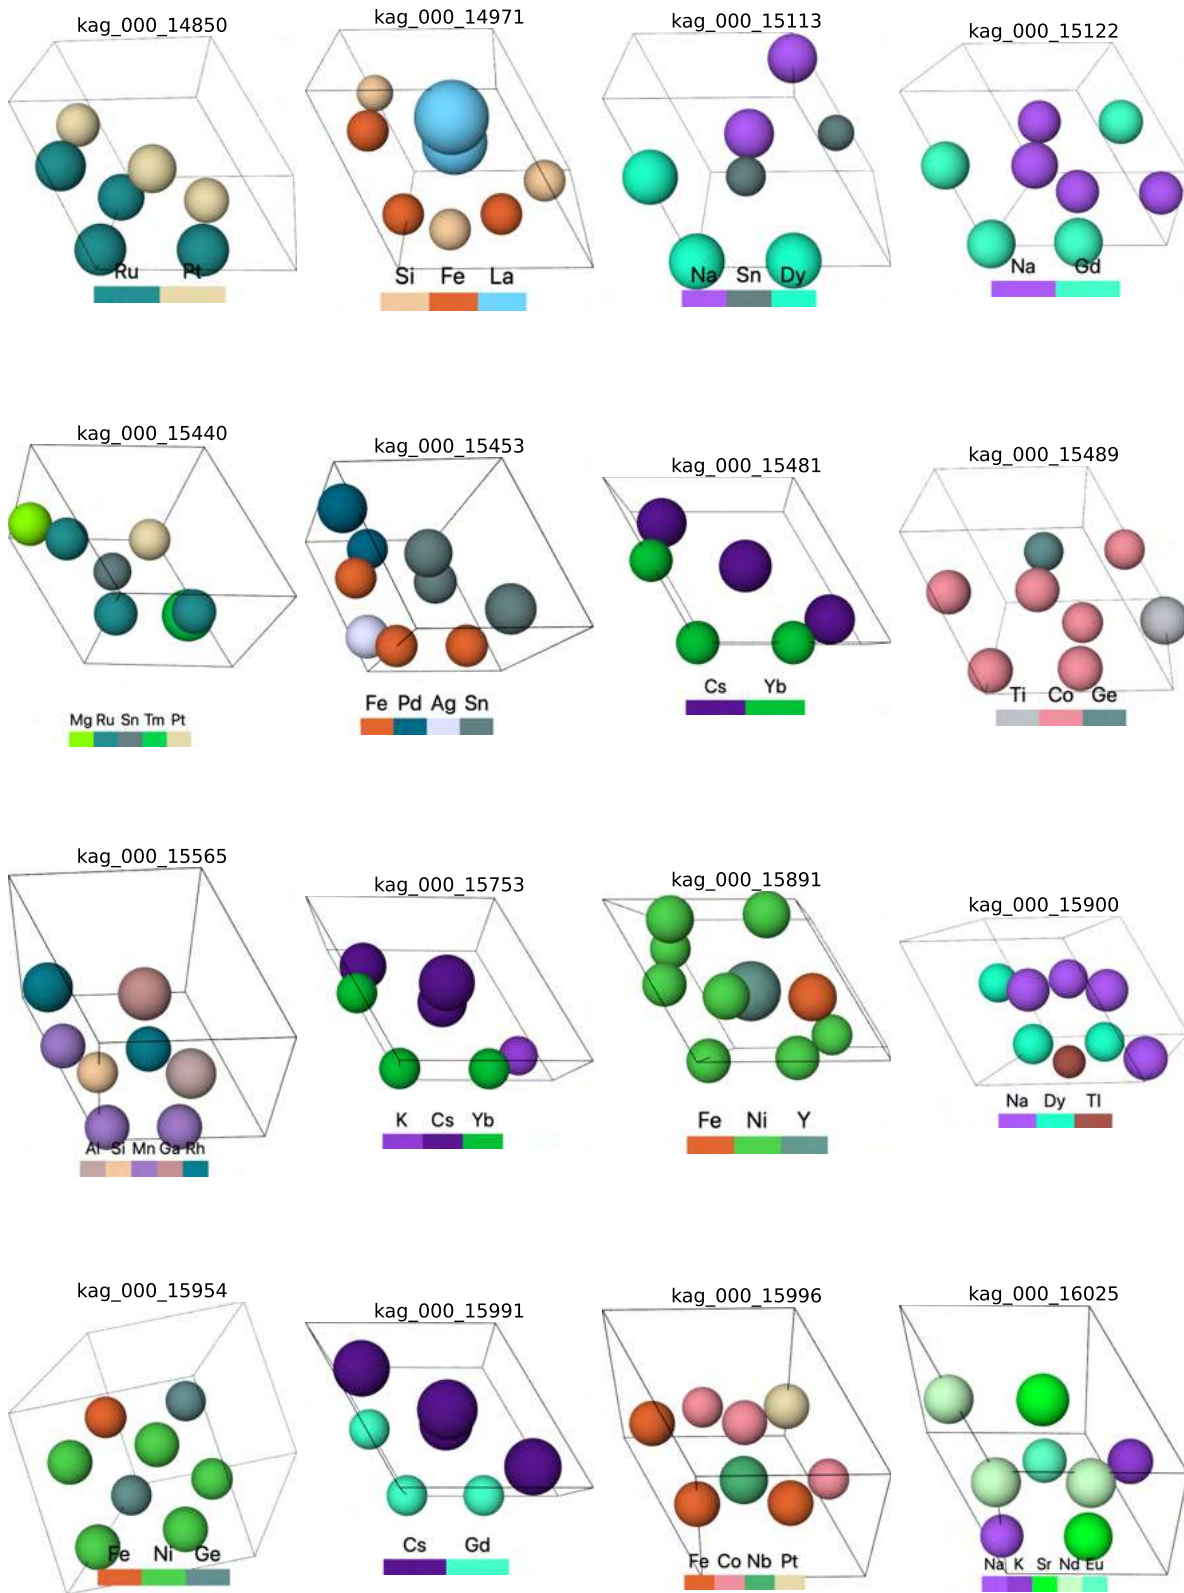 kag_000_14850
kag_000_14971
kag_000_15113
kag_000_15122
Ru Pt
Si Fe La
Na Sn Dy
Na Gd
kag_000_15440
kag_000_15453
kag_000_15481
kag_000_15489
Mg Ru Sn Tm Pt
Fe Pd Ag Sn
Cs Yb
Ti Co Ge
kag_000_15565
kag_000_15753
kag_000_15891
kag_000_15900
Al Si Mn Ga Rh
K Cs Yb
Fe Ni Y
Na Dy Tl
kag_000_15954
kag_000_15991
kag_000_15996
kag_000_16025
Fe Ni Ge
Cs Gd
Fe Co Nb Pt
Na K Sr Nd Eu